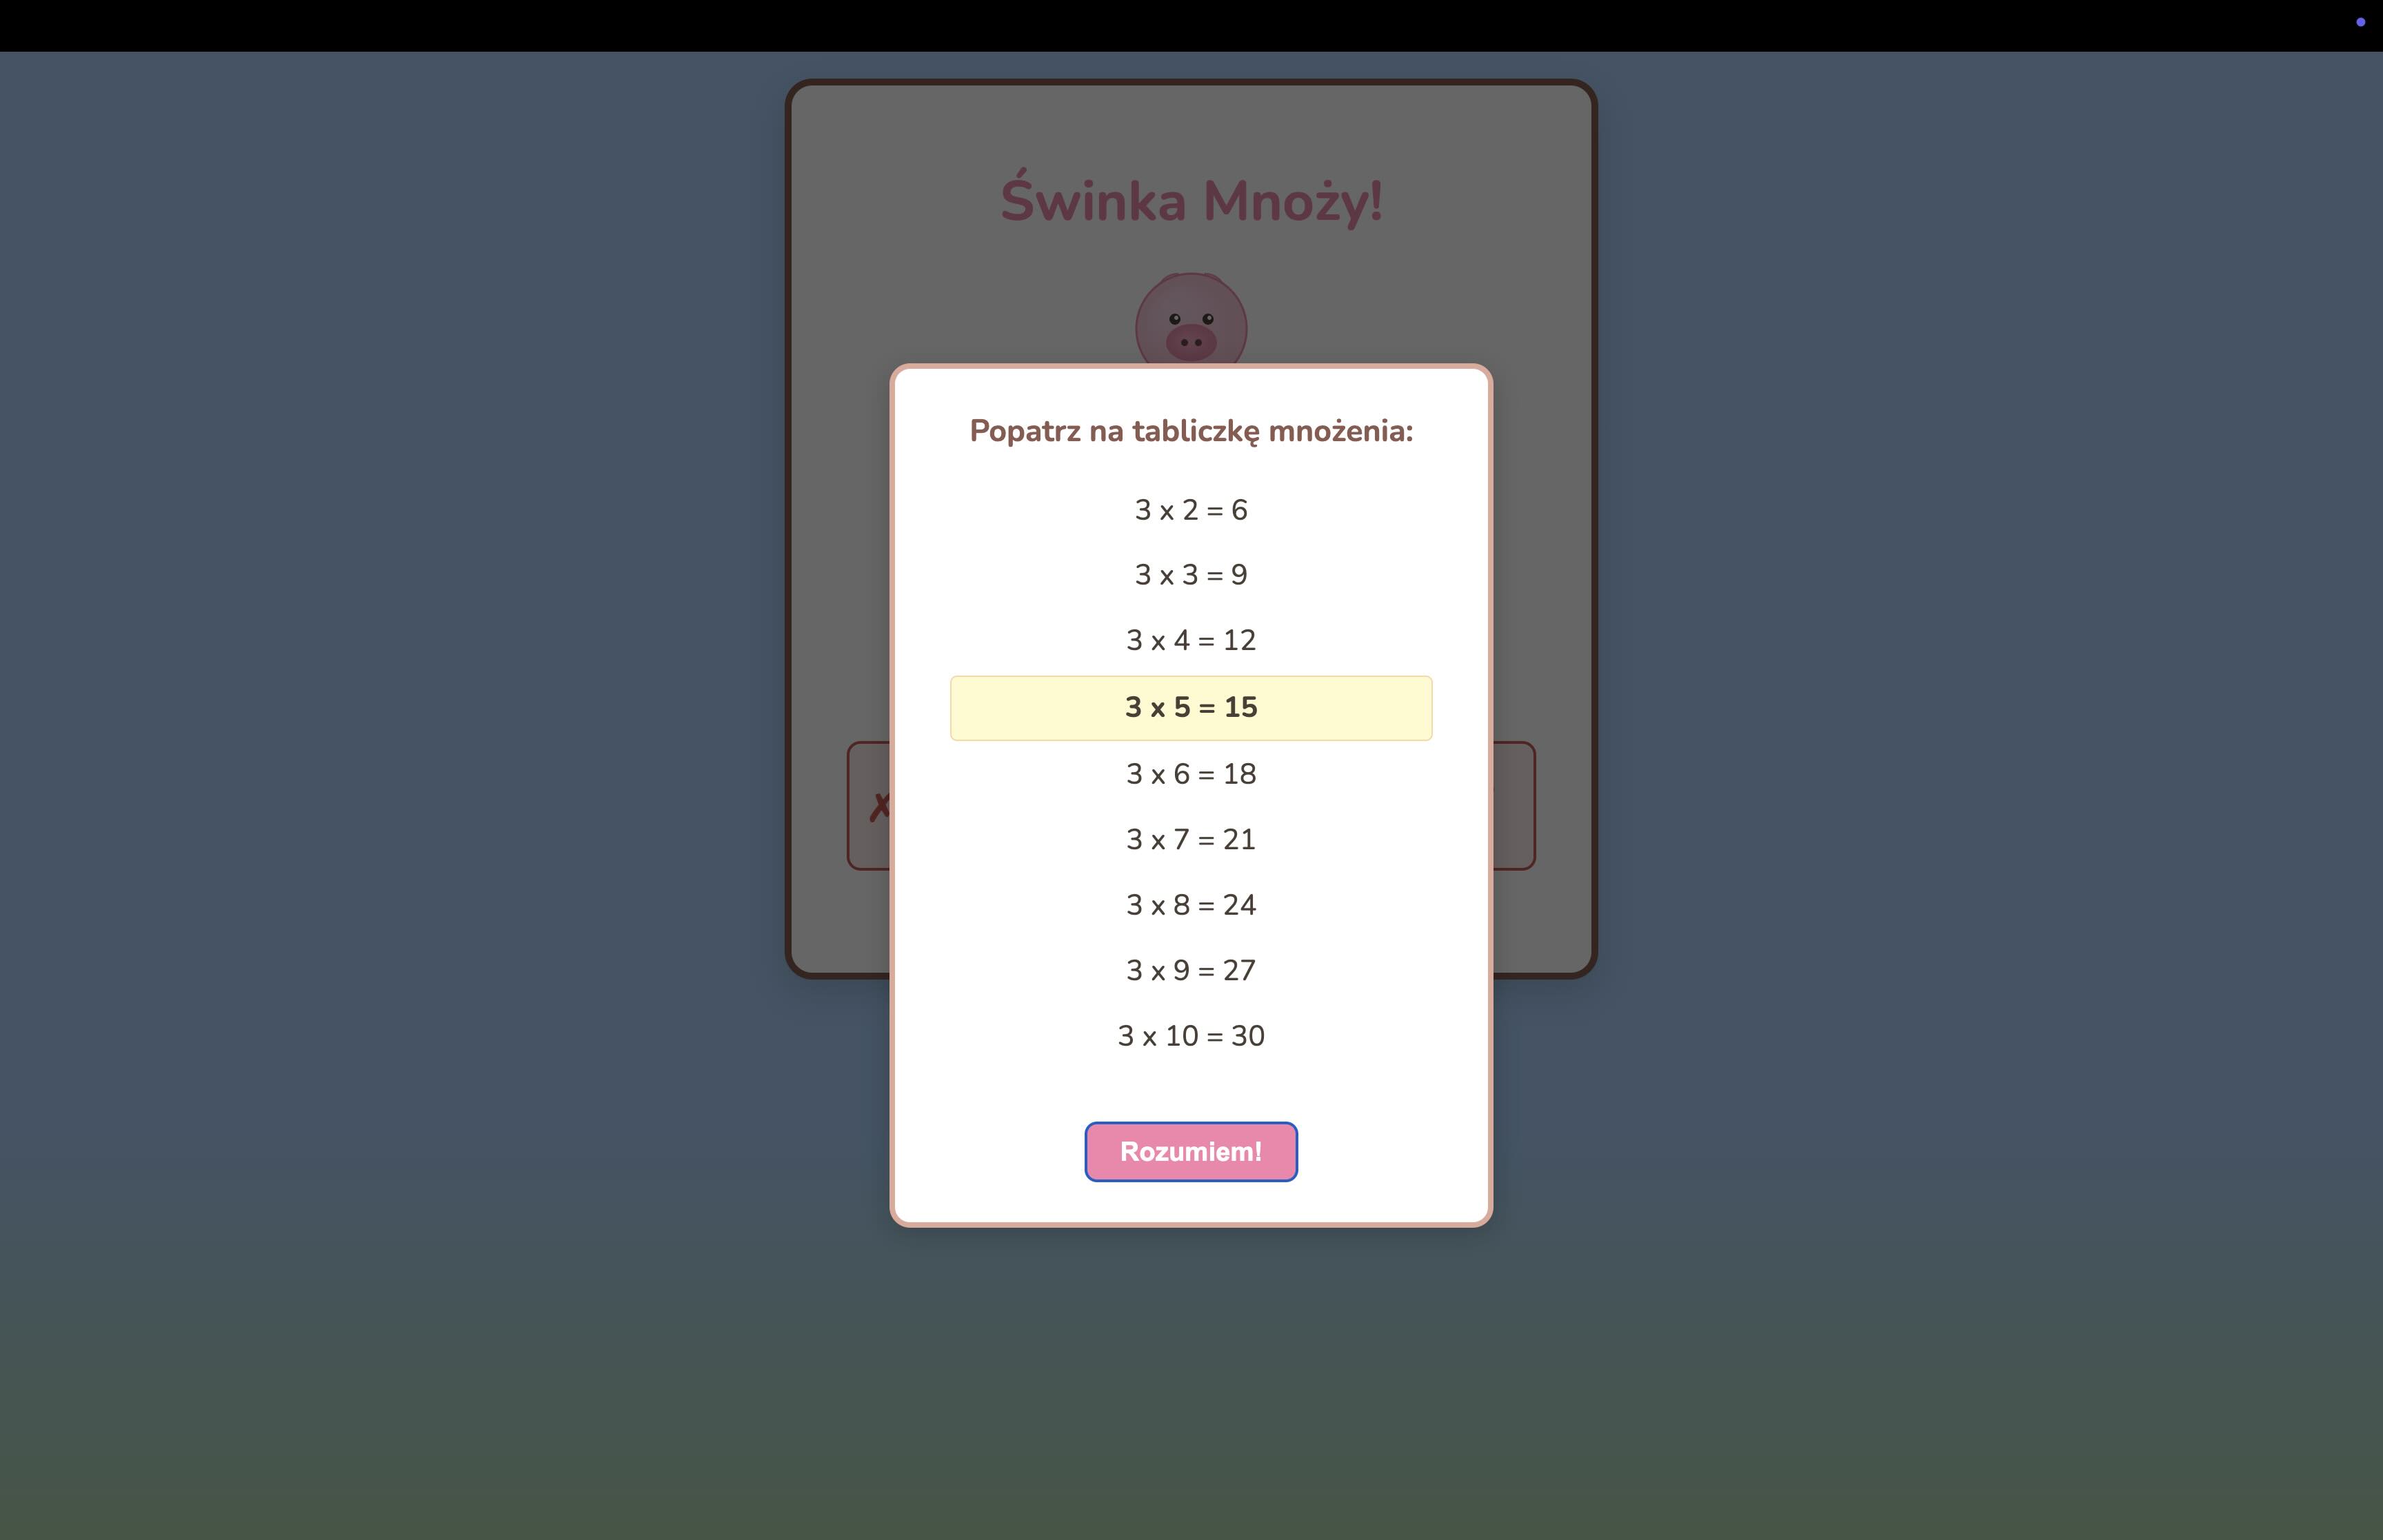 Świnka Mnoży!
Popatrz na tabliczkę mnożenia:
3 x 2 = 6
3 x 3 = 9
3 x 4 = 12
3 x 5 = 15
3 x 6 = 18
3 x 7 = 21
3 x 8 = 24
3 x 9 = 27
3 x 10 = 30
Rozumiem!